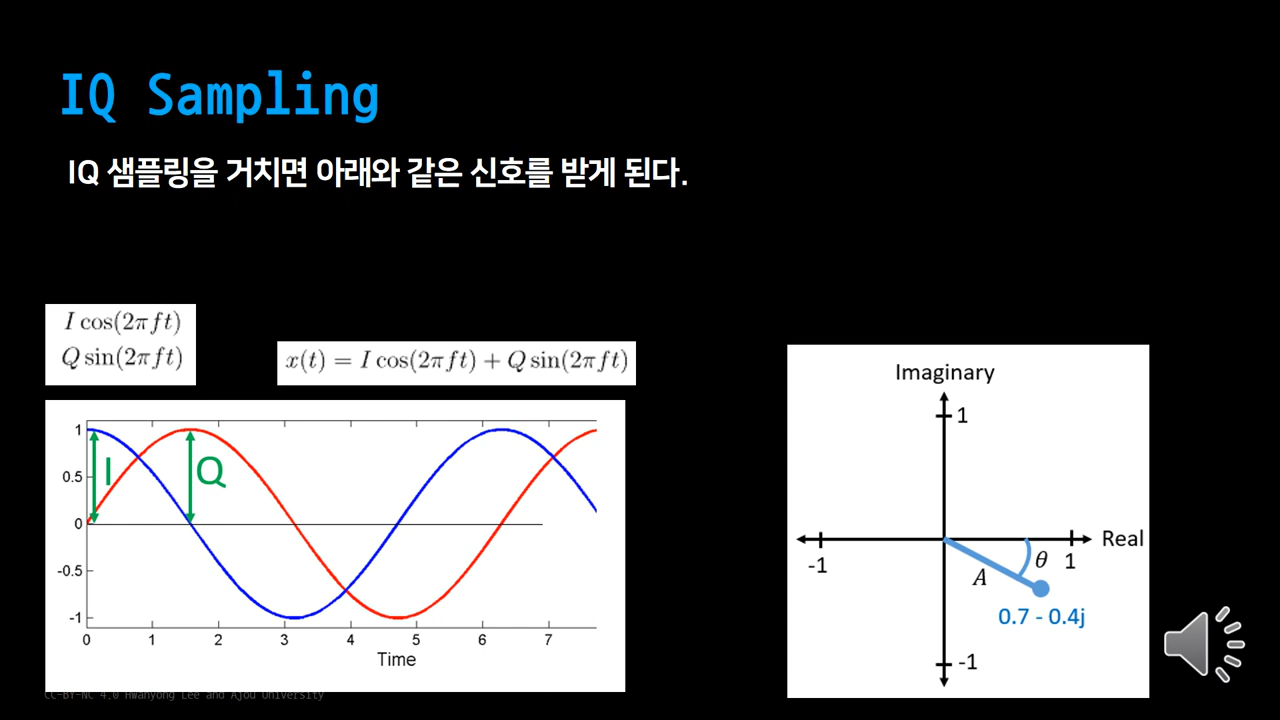 IQ Sampling
IQ 샘플링을 거치면 아래와 같은 신호를 받게 된다.
I cos(2πft)
Q sin(2πft)
x(t) = I cos(2πft) + Q sin(2πft)
1
0.5
0
-0.5
-1
I
Q
0 1 2 3 4 5 6 7
Time
Imaginary
1
Real
-1
θ
1
A
0.7 - 0.4j
-1
CC-BY-NC 4.0 Hwanyong Lee and Ajou University